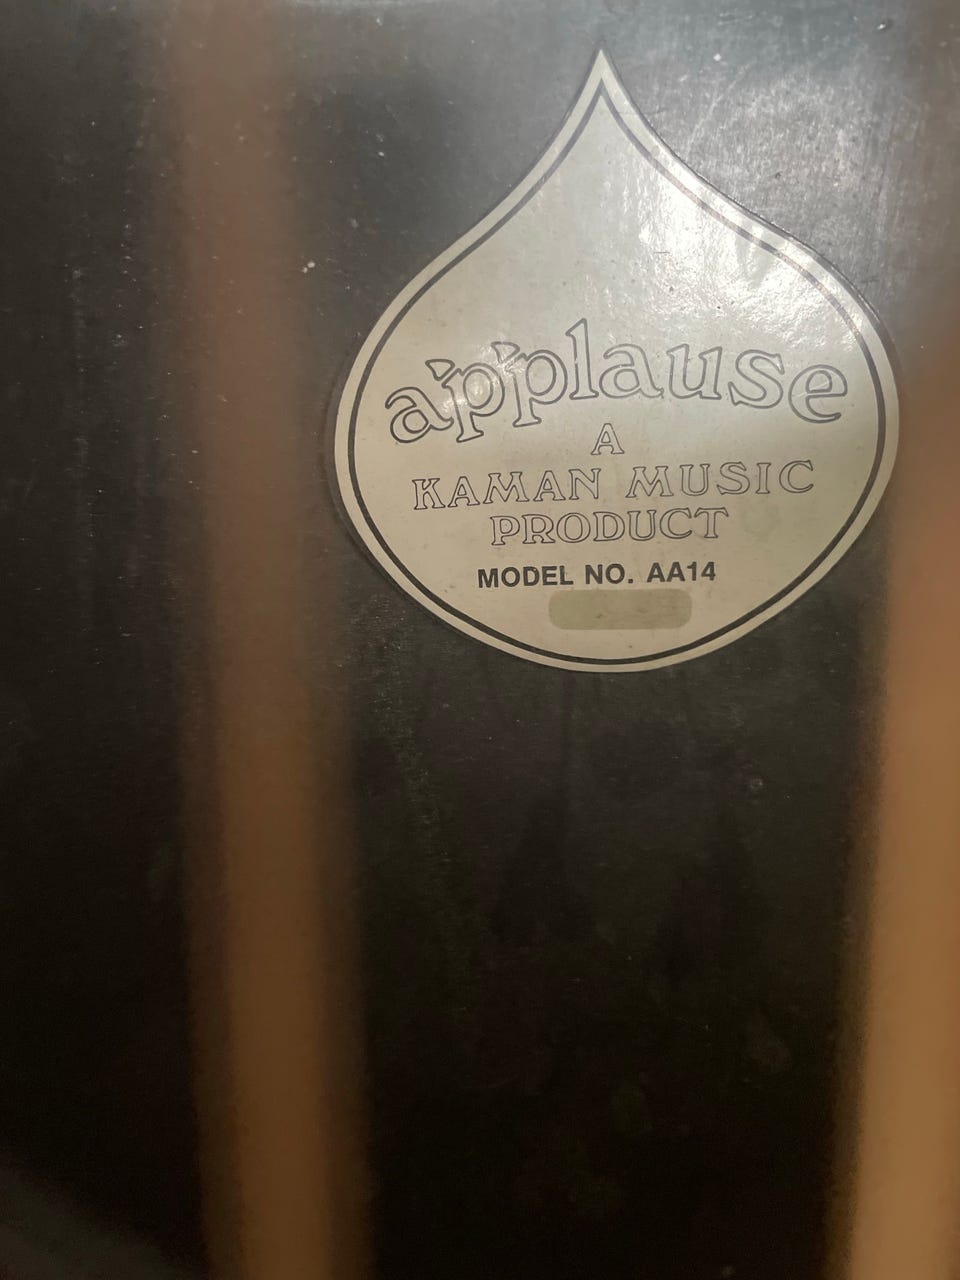 applause
A
KAMAN MUSIC
PRODUCT
MODEL NO. AA14